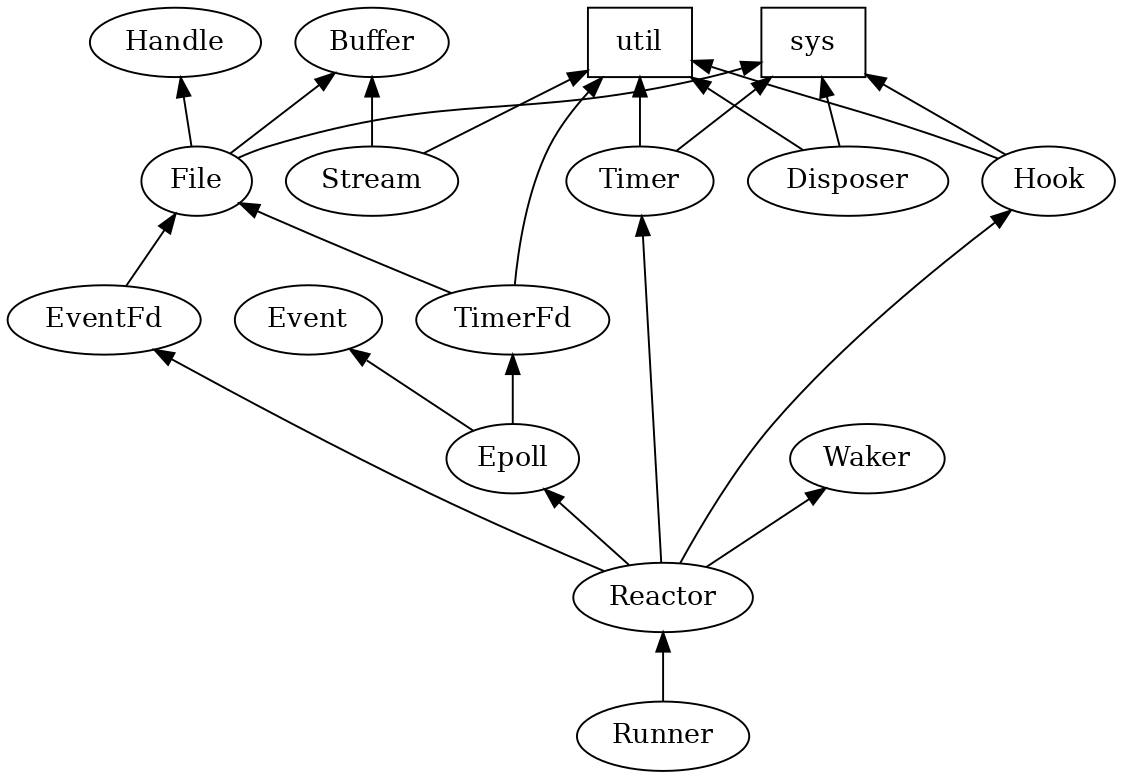 Handle
Buffer
util
sys
File
Stream
Timer
Disposer
Hook
EventFd
Event
TimerFd
Epoll
Waker
Reactor
Runner